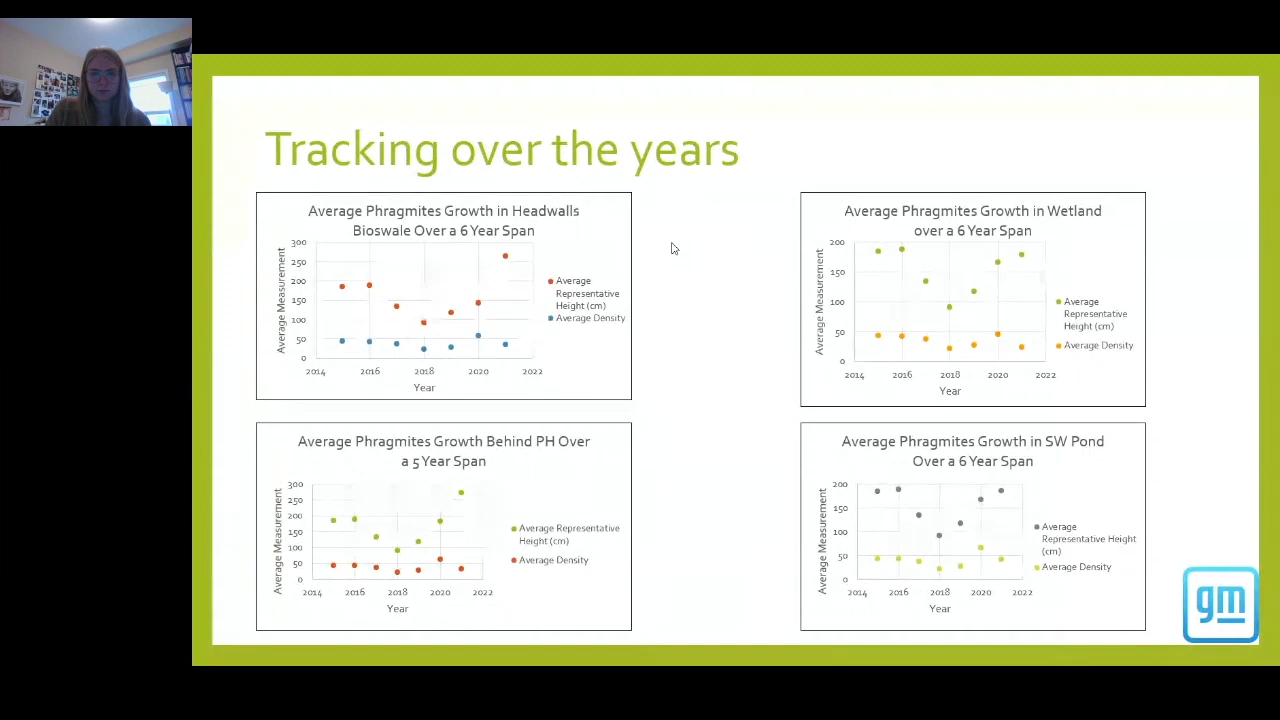 Tracking over the years
Average Phragmites Growth in Headwalls
Bioswale Over a 6 Year Span
Average Measurement
300
250
200
150
100
50
0
2014 2016 2018 2020 2022
Year
Average
Representative
Height (cm)
Average Density
Average Phragmites Growth in Wetland
over a 6 Year Span
Average Measurement
200
150
100
50
0
2014 2016 2018 2020 2022
Year
Average
Representative
Height (cm)
Average Density
Average Phragmites Growth Behind PH Over
a 5 Year Span
Average Measurement
300
250
200
150
100
50
0
2014 2016 2018 2020 2022
Year
Average Representative
Height (cm)
Average Density
Average Phragmites Growth in SW Pond
Over a 6 Year Span
Average Measurement
200
150
100
50
0
2014 2016 2018 2020 2022
Year
Average
Representative Height
(cm)
Average Density
gm